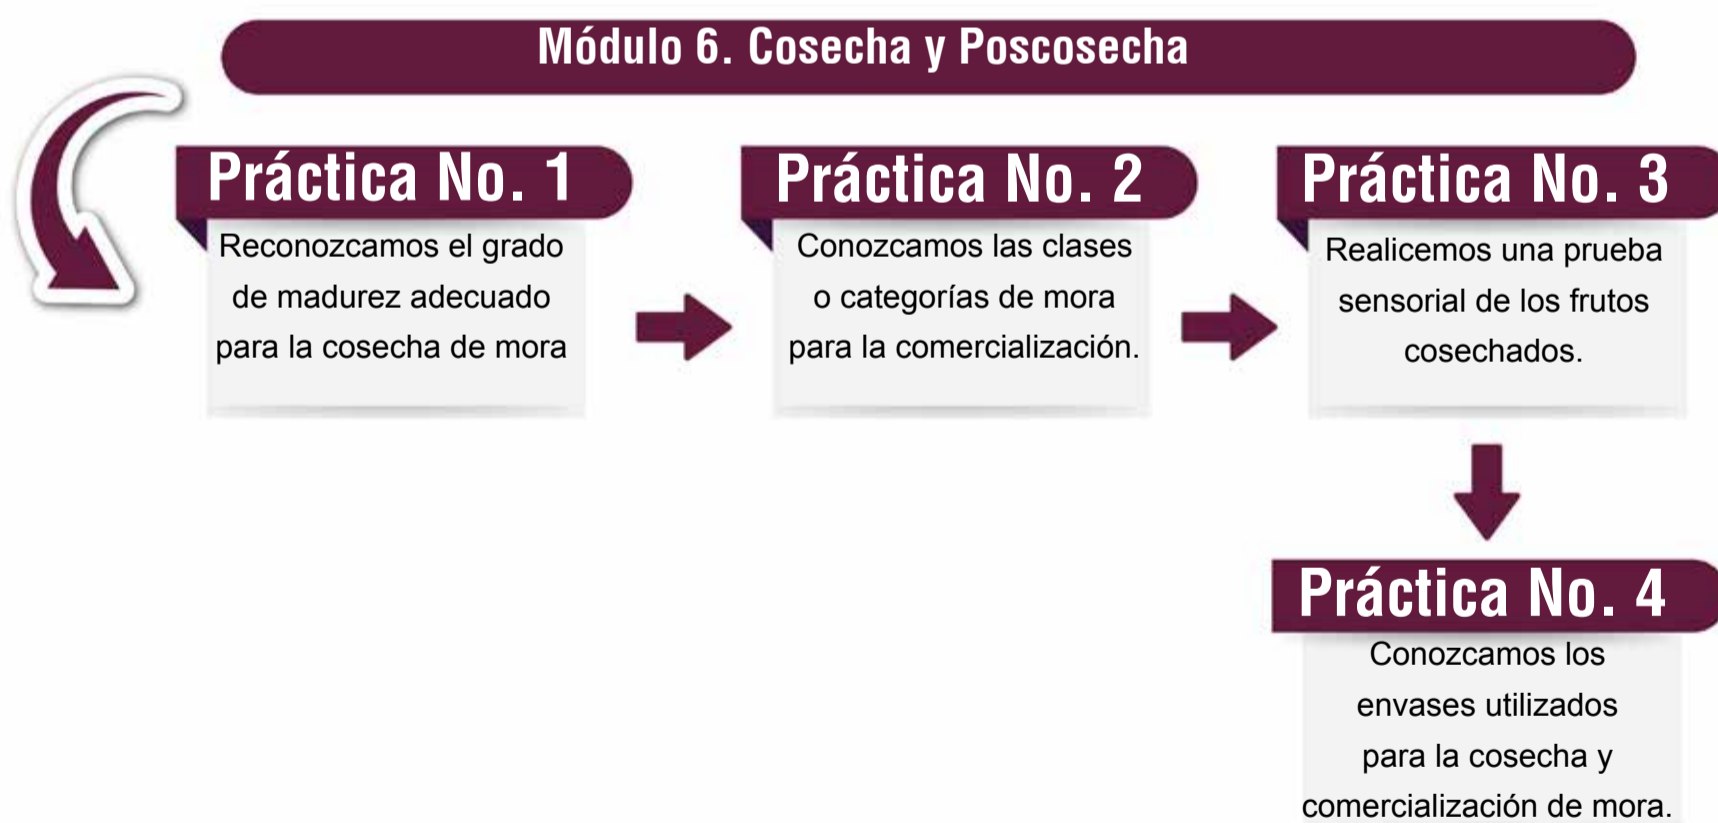 Módulo 6. Cosecha y Poscosecha
Práctica No. 1
Reconozcamos el grado
de madurez adecuado
para la cosecha de mora
Práctica No. 2
Conozcamos las clases
o categorías de mora
para la comercialización.
Práctica No. 3
Realicemos una prueba
sensorial de los frutos
cosechados.
Práctica No. 4
Conozcamos los
envases utilizados
para la cosecha y
comercialización de mora.